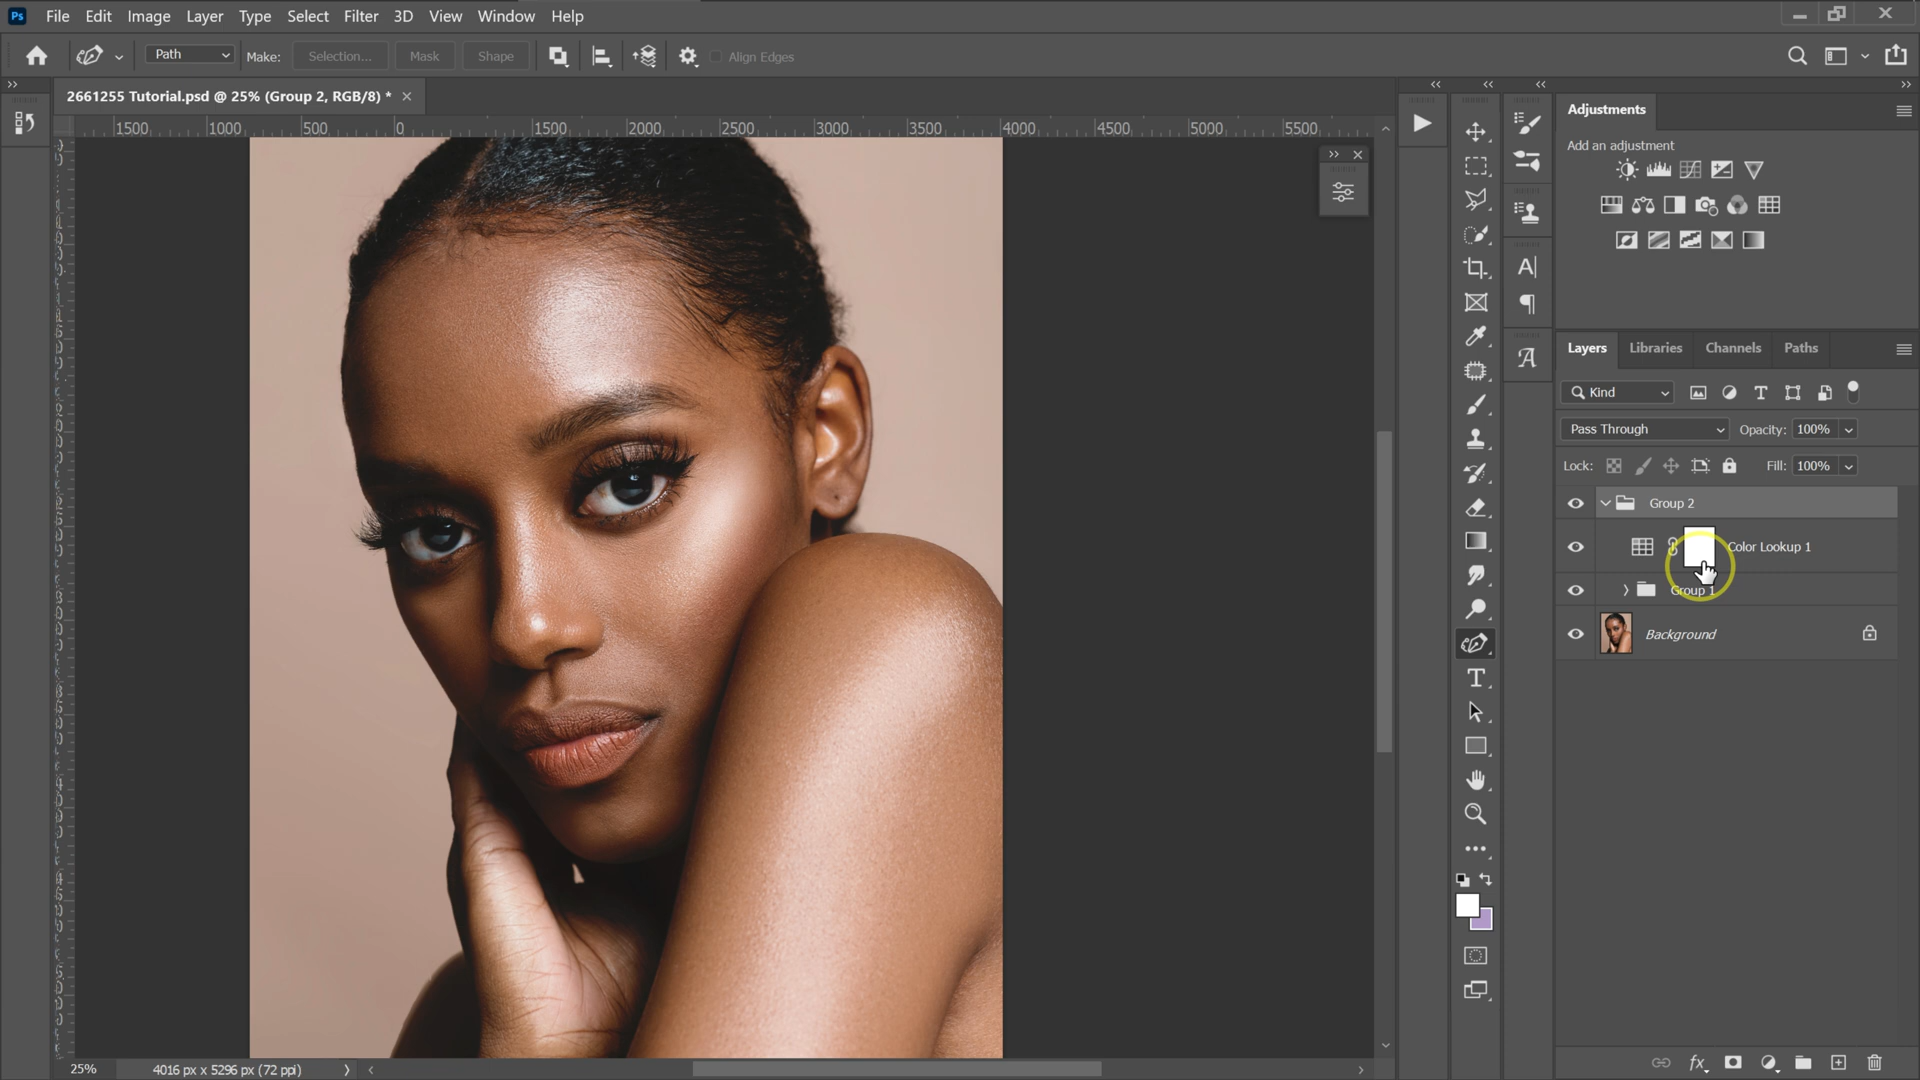 Ps File Edit Image Layer Type Select Filter 3D View Window Help
Path Make: Selection... Mask Shape Align Edges
2661255 Tutorial.psd @ 25% (Group 2, RGB/8) *
1500 1000 500 0 1500 2000 2500 3000 3500 4000 4500 5000 5500
Adjustments
Add an adjustment
Layers Libraries Channels Paths
Kind
Pass Through Opacity: 100%
Lock: Fill: 100%
Group 2
Color Lookup 1
Group 1
Background
25% 4016 px x 5296 px (72 ppi)